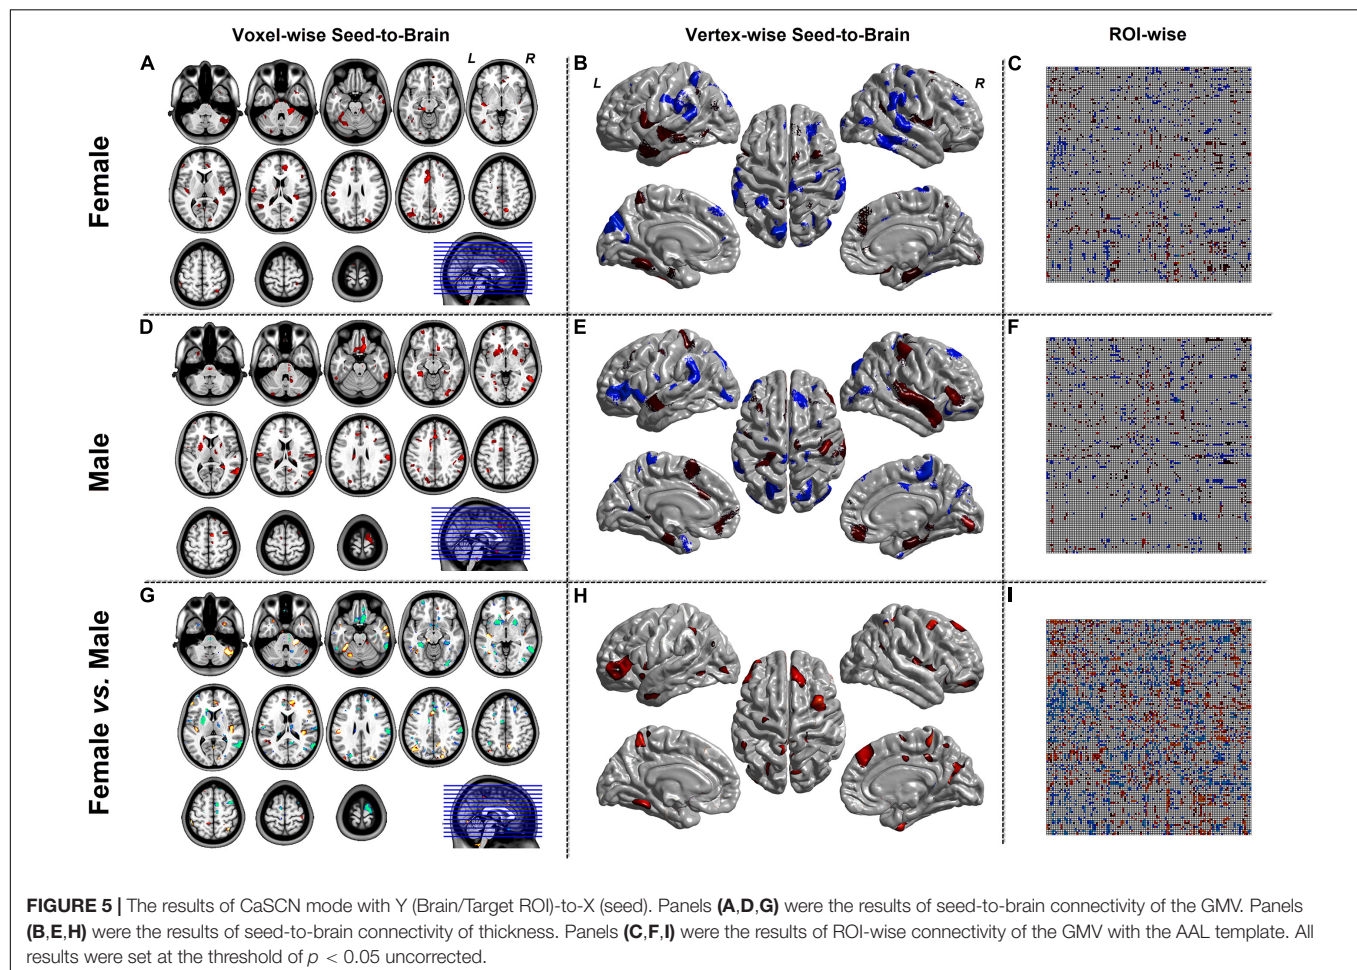 Voxel-wise Seed-to-Brain
Vertex-wise Seed-to-Brain
ROI-wise
Female
A
L
R
B
L
R
C
Male
D
E
F
Female vs. Male
G
H
I
FIGURE 5 | The results of CaSCN mode with Y (Brain/Target ROI)-to-X (seed). Panels (A,D,G) were the results of seed-to-brain connectivity of the GMV. Panels
(B,E,H) were the results of seed-to-brain connectivity of thickness. Panels (C,F,I) were the results of ROI-wise connectivity of the GMV with the AAL template. All
results were set at the threshold of p < 0.05 uncorrected.